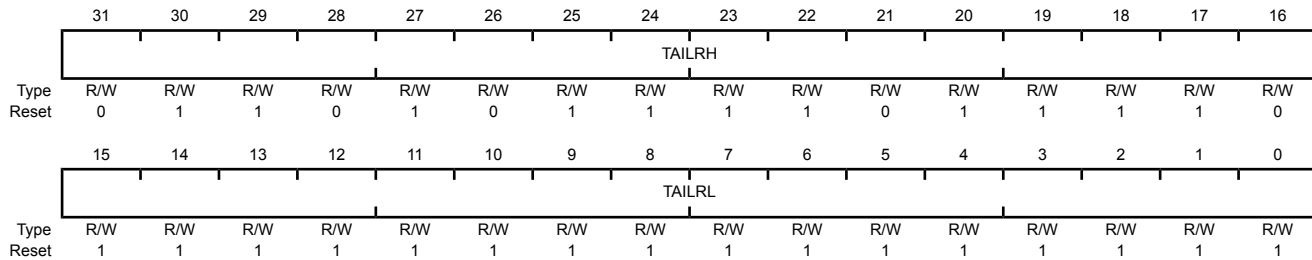 31 30 29 28 27 26 25 24 23 22 21 20 19 18 17 16
TAILRH
Type R/W R/W R/W R/W R/W R/W R/W R/W R/W R/W R/W R/W R/W R/W R/W R/W
Reset 0 1 1 0 1 0 1 1 1 1 0 1 1 1 1 0
15 14 13 12 11 10 9 8 7 6 5 4 3 2 1 0
TAILRL
Type R/W R/W R/W R/W R/W R/W R/W R/W R/W R/W R/W R/W R/W R/W R/W R/W
Reset 1 1 1 1 1 1 1 1 1 1 1 1 1 1 1 1